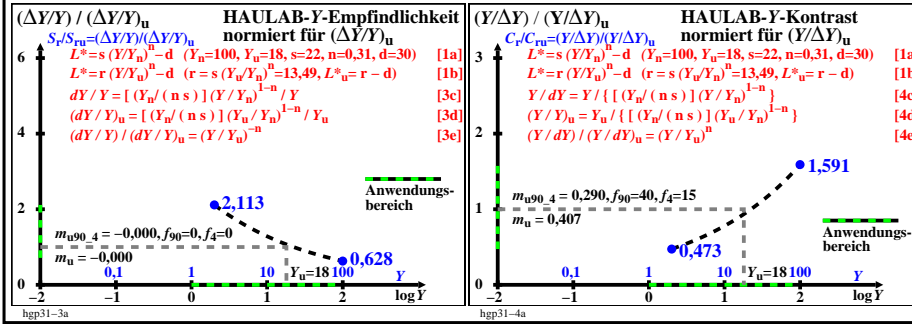 (ΔY/Y) / (ΔY/Y)u HAULAB-Y-Empfindlichkeit
Sr/Sru=(ΔY/Y)/(ΔY/Y)u normiert für (ΔY/Y)u
6
L*=s (Y/Yn)^n–d (Yn=100, Yu=18, s=22, n=0,31, d=30) [1a]
L*=r (Y/Yu)^n–d (r = s (Yu/Yn)^n=13,49, L*u = r – d) [1b]
dY / Y = [ (Yn/ ( n s ) ] (Y / Yn)^1–n / Y [3c]
4
(dY / Y)u = [ (Yn/ ( n s ) ] (Yu / Yn)^1–n / Yu [3d]
(dY / Y) / (dY / Y)u = (Y / Yu)^–n [3e]
Anwendungs-
bereich
2
2,113
mu90_4 = –0,000, f90=0, f4=0
mu = –0,000
0,628
0,1 1 10 Yu=18 100 Y
0
–2 –1 0 1 2 log Y
hgp31–3a
(Y/ΔY) / (Y/ΔY)u HAULAB-Y-Kontrast
Cr/Cru=(Y/ΔY)/(Y/ΔY)u normiert für (Y/ΔY)u
3
L*=s (Y/Yn)^n–d (Yn=100, Yu=18, s=22, n=0,31, d=30) [1a
L*=r (Y/Yu)^n–d (r = s (Yu/Yn)^n=13,49, L*u = r – d) [1b
Y / dY = Y / { [ (Yn/ ( n s ) ] (Y / Yn)^1–n } [4c
2
(Y / dY)u = Yu / { [ (Yn/ ( n s ) ] (Yu / Yn)^1–n } [4d
(Y / dY) / (Y / dY)u = (Y / Yu)^n [4e
1,591
mu90_4 = 0,290, f90=40, f4=15
1
mu = 0,407
Anwendungs-
bereich
0,473
0,1 1 10 Yu=18 100 Y
0
–2 –1 0 1 2 log Y
hgp31–4a